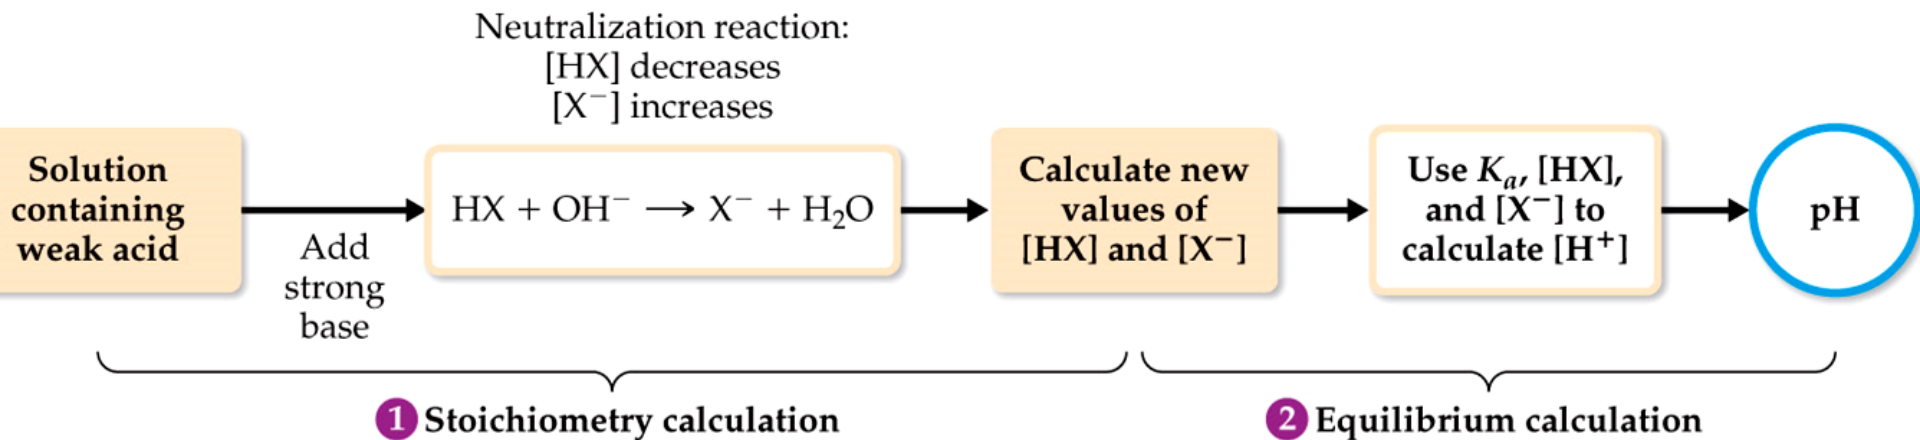 Neutralization reaction:
[HX] decreases
[X⁻] increases
Solution
containing
weak acid
Add
strong
base
HX + OH⁻ ⟶ X⁻ + H₂O
Calculate new
values of
[HX] and [X⁻]
Use Kₐ, [HX],
and [X⁻] to
calculate [H⁺]
pH
1 Stoichiometry calculation
2 Equilibrium calculation